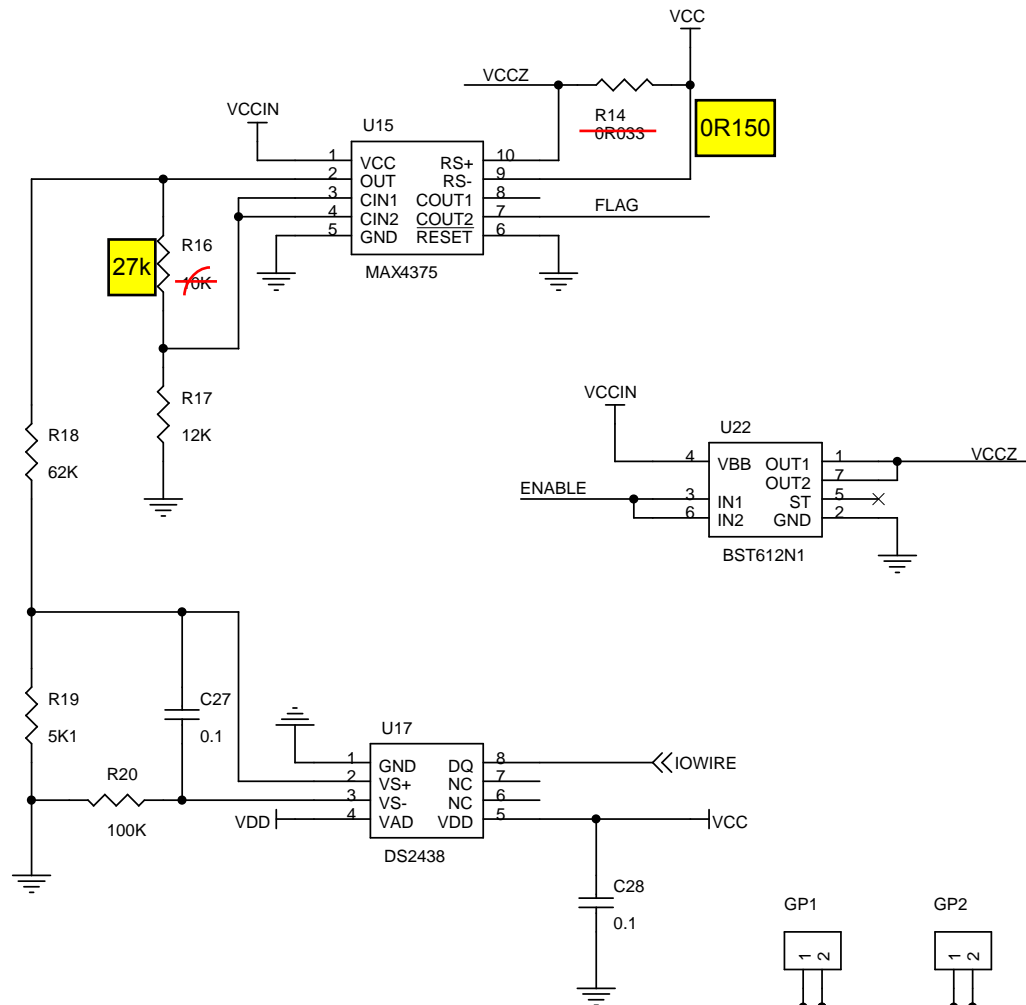 VCC
VCCZ
R14
0R033
0R150
VCCIN
U15
1 VCC RS+ 10
2 OUT RS- 9
3 CIN1 COUT1 8
4 CIN2 COUT2 7
5 GND RESET 6
MAX4375
FLAG
27k
R16
10K
R17
12K
R18
62K
VCCIN
U22
4 VBB OUT1 1
OUT2 7
3 IN1 ST 5
6 IN2 GND 2
BST612N1
ENABLE
VCCZ
R19
5K1
C27
0.1
R20
100K
U17
1 GND DQ 8
2 VS+ NC 7
3 VS- NC 6
4 VAD VDD 5
DS2438
IOWIRE
VDD
VCC
C28
0.1
GP1
1 2
GP2
1 2